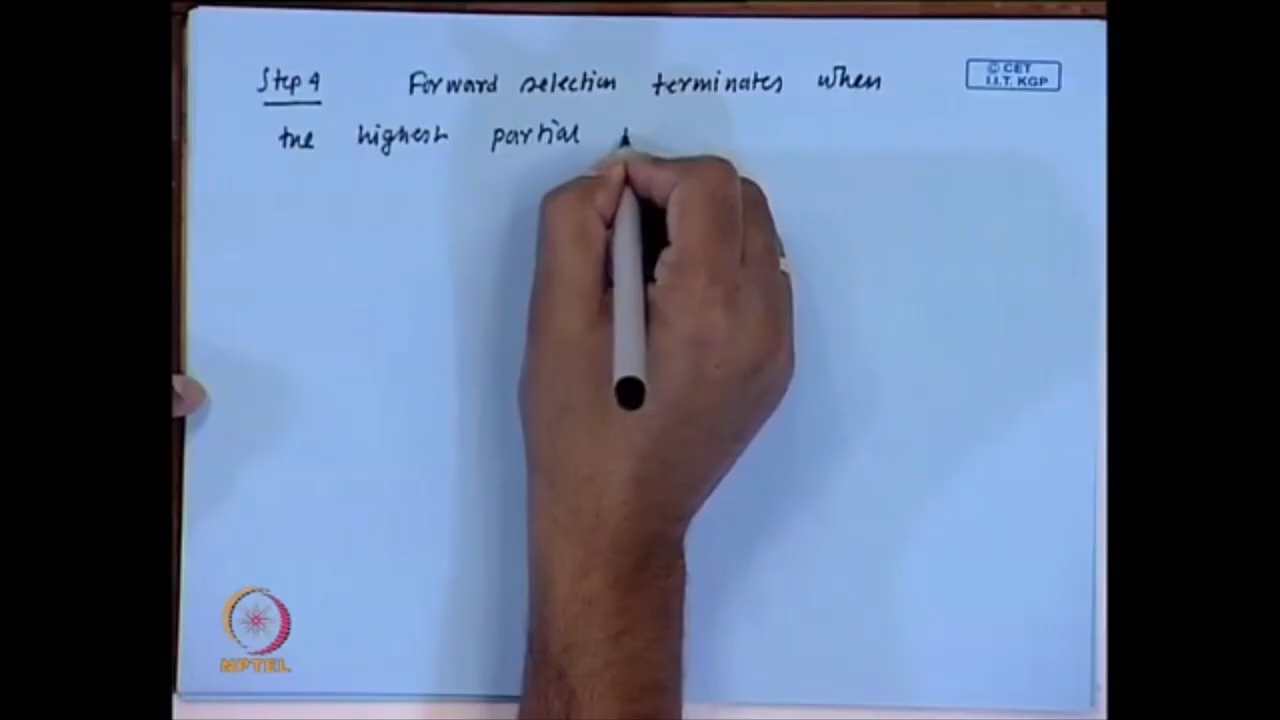 Step 4 Forward selection terminates when
the highest partial
© CET
I.I.T. KGP
NPTEL